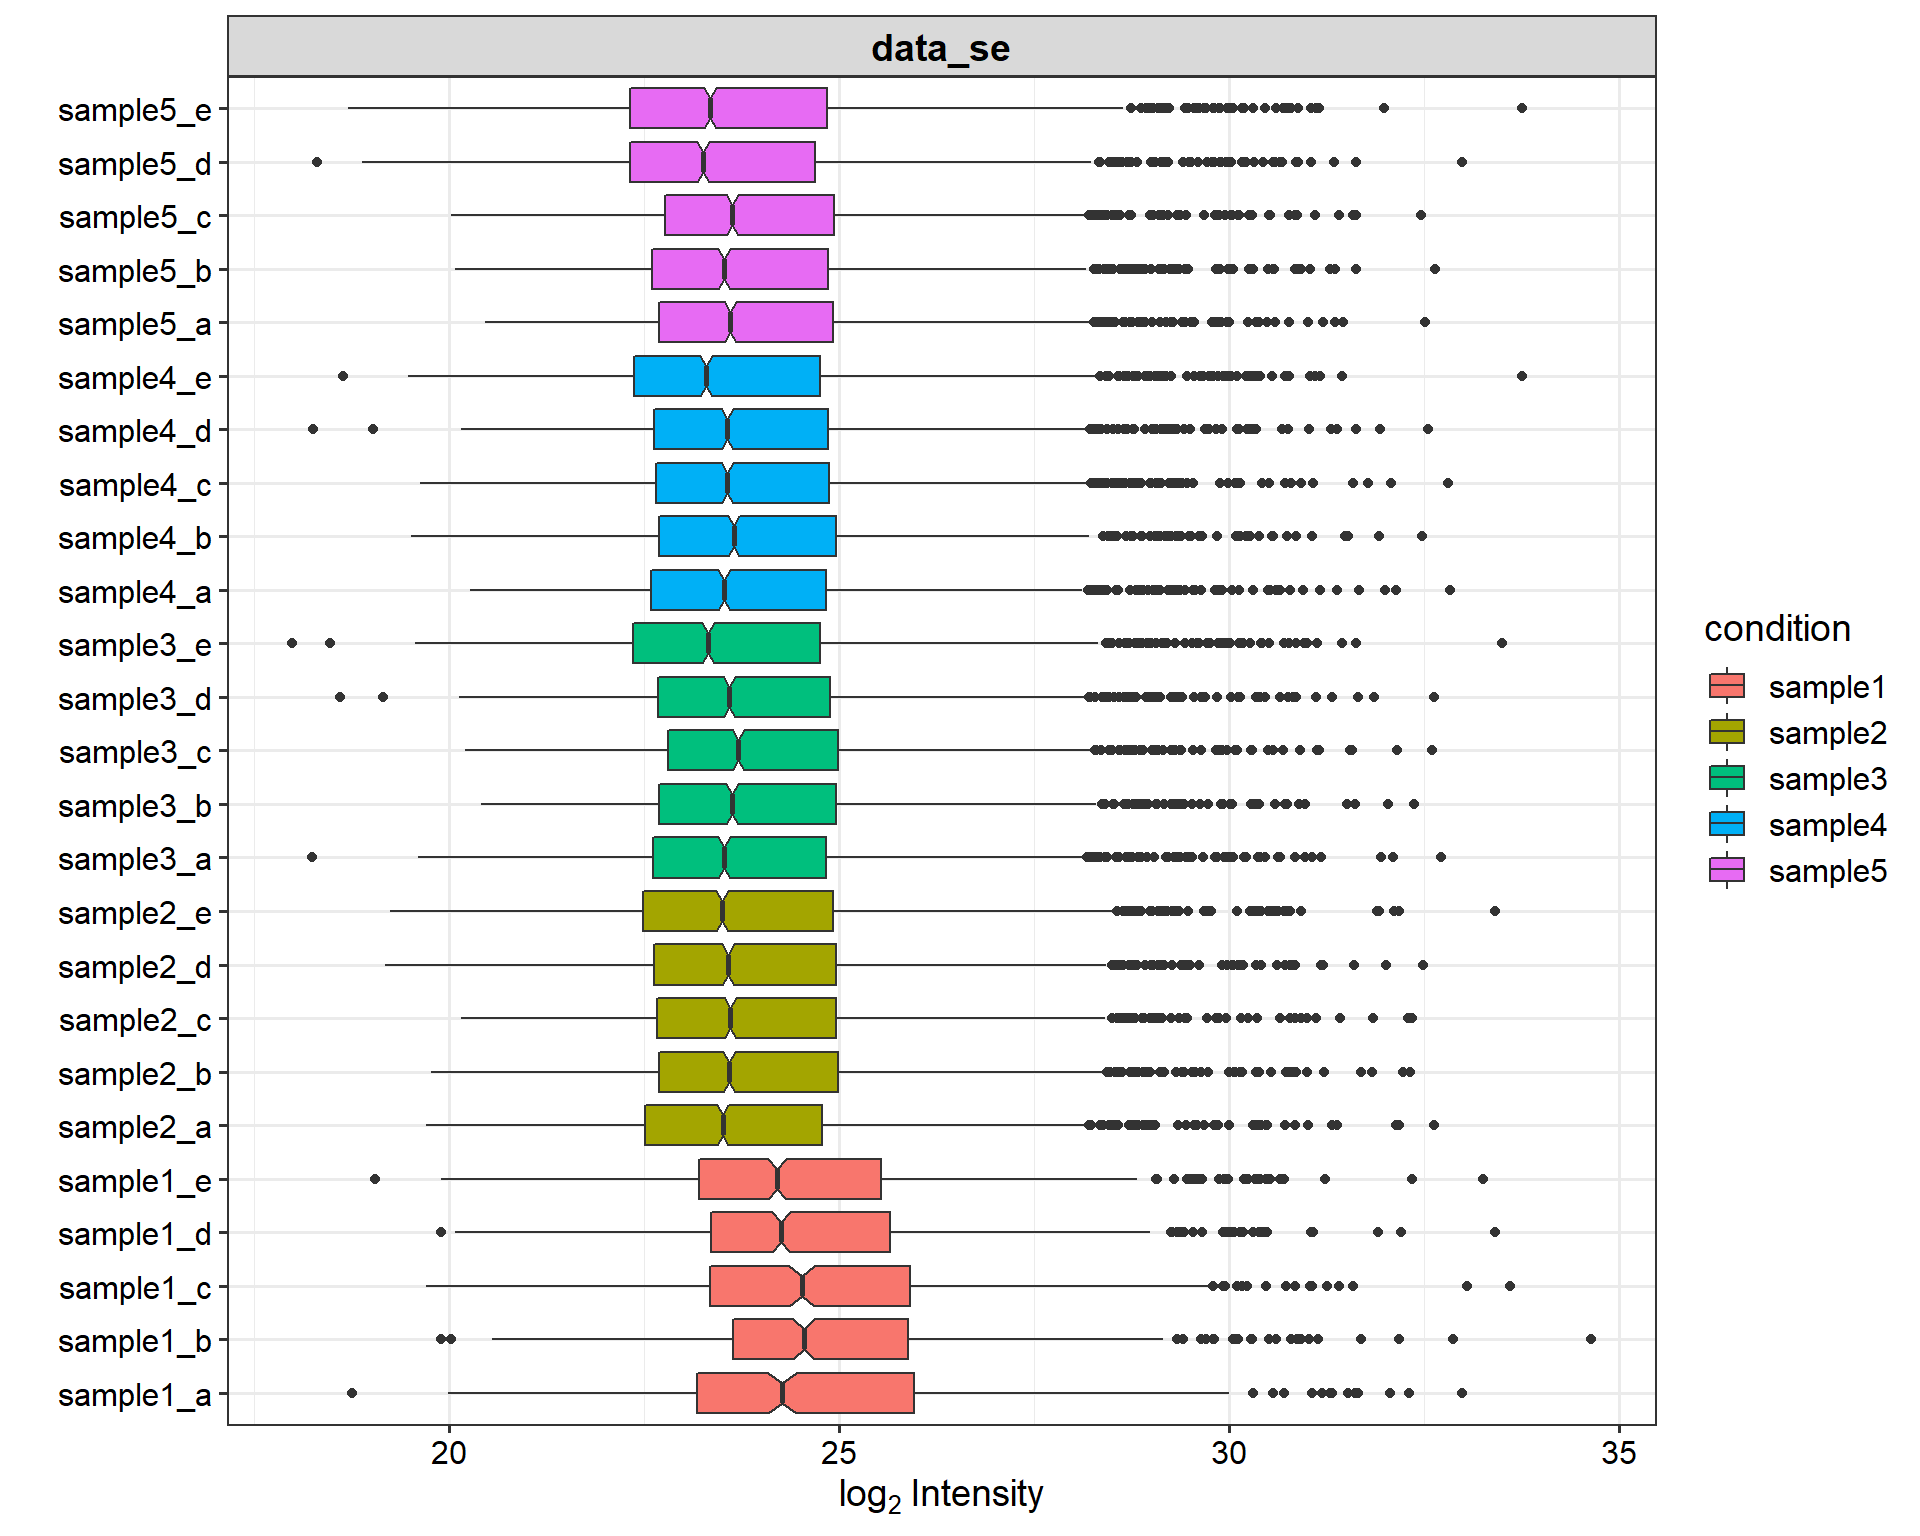 data_se
sample5_e
sample5_d
sample5_c
sample5_b
sample5_a
sample4_e
sample4_d
sample4_c
sample4_b
sample4_a
sample3_e
sample3_d
sample3_c
sample3_b
sample3_a
sample2_e
sample2_d
sample2_c
sample2_b
sample2_a
sample1_e
sample1_d
sample1_c
sample1_b
sample1_a
20 25 30 35
log₂ Intensity
condition
sample1
sample2
sample3
sample4
sample5